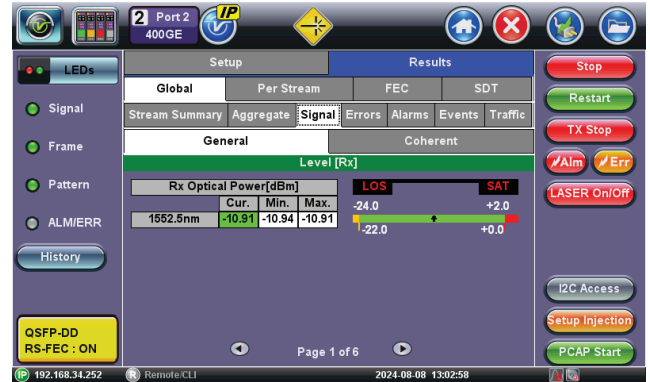 2 Port 2
400GE
IP
LEDs
Signal
Frame
Pattern
ALM/ERR
History
QSFP-DD
RS-FEC : ON
Setup Results
Global Per Stream FEC SDT
Stream Summary Aggregate Signal Errors Alarms Events Traffic
General Coherent
Level [Rx]
Rx Optical Power[dBm]
Cur. Min. Max.
1552.5nm -10.91 -10.94 -10.91
LOS SAT
-24.0 +2.0
-22.0 +0.0
Page 1 of 6
Stop
Restart
TX Stop
Alm Err
LASER On/Off
I2C Access
Setup Injection
PCAP Start
IP 192.168.34.252 R Remote/CLI 2024-08-08 13:02:58